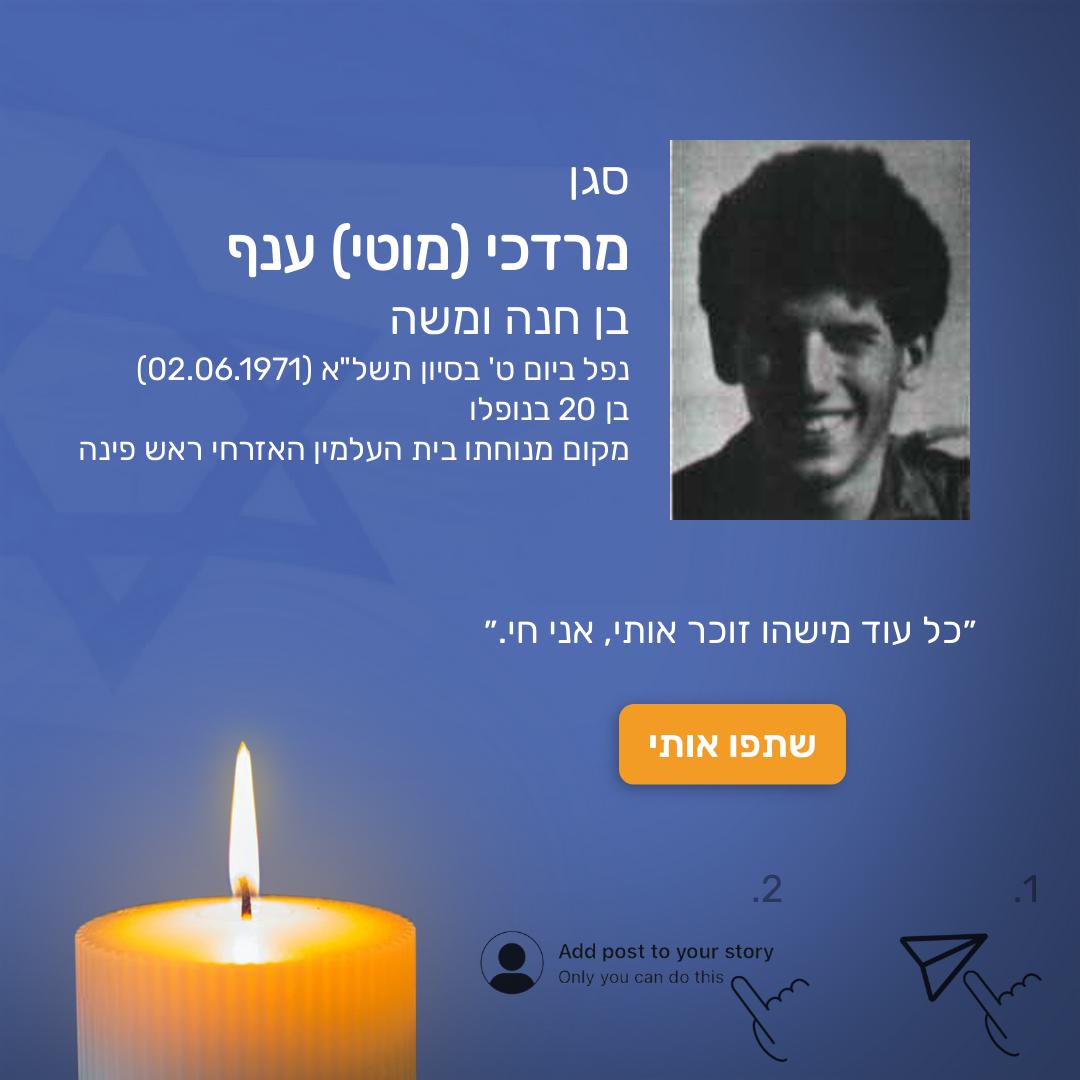 סגן
מרדכי (מוטי) ענף
בן חנה ומשה
נפל ביום ט' בסיון תשל"א (02.06.1971)
בן 20 בנופלו
מקום מנוחתו בית העלמין האזרחי ראש פינה
״כל עוד מישהו זוכר אותי, אני חי.״
שתפו אותי
1.
2.
Add post to your story
Only you can do this